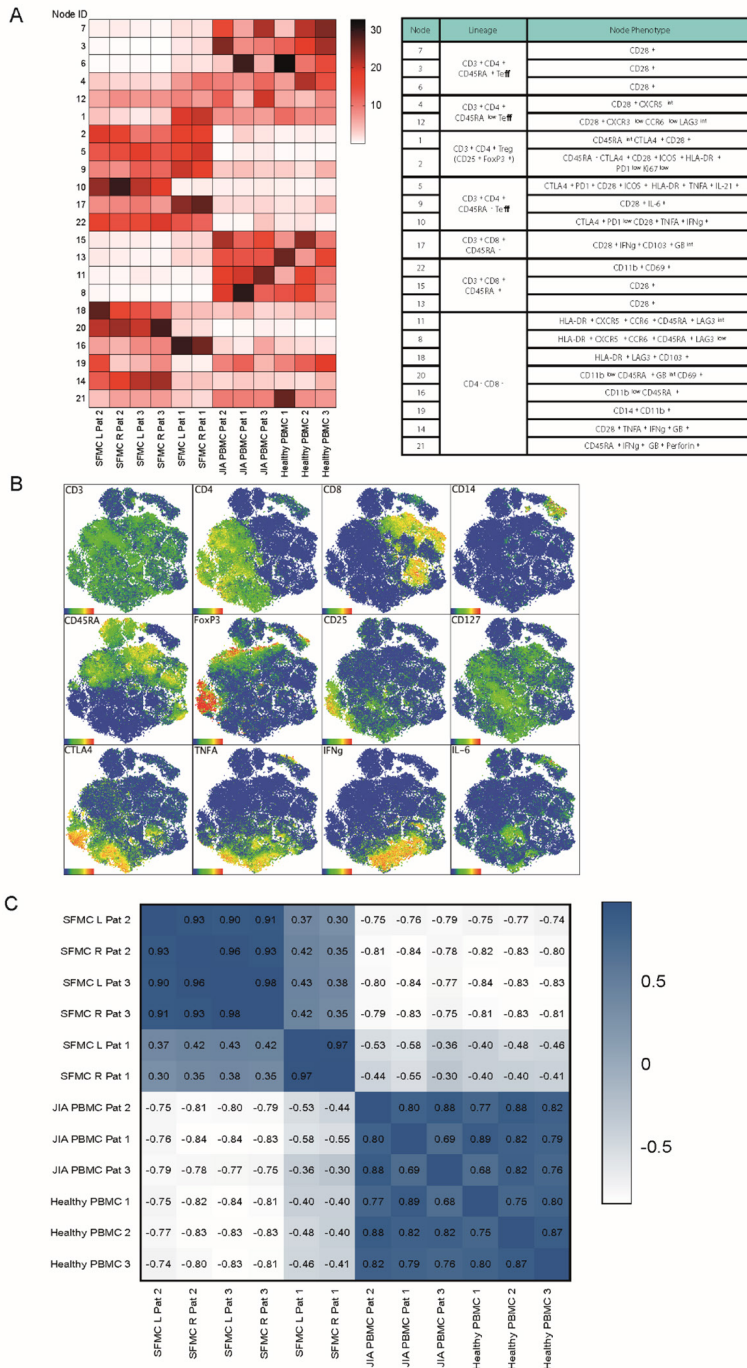 A
Node ID
7
3
6
4
12
1
2
5
9
10
17
22
15
13
11
8
18
20
16
19
14
21
30
20
10
SFMC L Pat 2
SFMC R Pat 2
SFMC L Pat 3
SFMC R Pat 3
SFMC L Pat 1
SFMC R Pat 1
JIA PBMC Pat 2
JIA PBMC Pat 1
JIA PBMC Pat 3
Healthy PBMC 1
Healthy PBMC 2
Healthy PBMC 3
Node Lineage Node Phenotype
7 CD3 + CD4 + CD45RA + Teff CD28 +
3 CD28 +
6 CD28 +
4 CD3 + CD4 + CD45RA low Teff CD28 + CXCR5 int
12 CD28 + CXCR3 low CCR6 low LAG3 int
1 CD3 + CD4 + Treg (CD25 + FoxP3 +) CD45RA int CTLA4 + CD28 +
2 CD45RA - CTLA4 + CD28 + ICOS + HLA-DR + PD1 low Ki67 low
5 CD3 + CD4 + CD45RA - Teff CTLA4 + PD1 + CD28 + ICOS + HLA-DR + TNFA + IL-21 +
9 CD28 + IL-6 +
10 CTLA4 + PD1 low CD28 + TNFA + IFNg +
17 CD3 + CD8 + CD45RA - CD28 + IFNg + CD103 + GB int
22 CD3 + CD8 + CD45RA + CD11b + CD69 +
15 CD28 +
13 CD28 +
11 CD4 - CD8 - HLA-DR + CXCR5 + CCR6 + CD45RA + LAG3 int
8 HLA-DR + CXCR5 + CCR6 + CD45RA + LAG3 low
18 HLA-DR + LAG3 + CD103 +
20 CD11b low CD45RA + GB int CD69 +
16 CD11b low CD45RA +
19 CD14 + CD11b +
14 CD28 + TNFA + IFNg + GB +
21 CD45RA + IFNg + GB + Perforin +
B
CD3 CD4 CD8 CD14
CD45RA FoxP3 CD25 CD127
CTLA4 TNFA IFNg IL-6
C
SFMC L Pat 2 0.93 0.90 0.91 0.37 0.30 -0.75 -0.76 -0.79 -0.75 -0.77 -0.74
SFMC R Pat 2 0.93 0.96 0.93 0.42 0.35 -0.81 -0.84 -0.78 -0.82 -0.83 -0.80
SFMC L Pat 3 0.90 0.96 0.98 0.43 0.38 -0.80 -0.84 -0.77 -0.84 -0.83 -0.83
SFMC R Pat 3 0.91 0.93 0.98 0.42 0.35 -0.79 -0.83 -0.75 -0.81 -0.83 -0.81
SFMC L Pat 1 0.37 0.42 0.43 0.42 0.97 -0.53 -0.58 -0.36 -0.40 -0.48 -0.46
SFMC R Pat 1 0.30 0.35 0.38 0.35 0.97 -0.44 -0.55 -0.30 -0.40 -0.40 -0.41
JIA PBMC Pat 2 -0.75 -0.81 -0.80 -0.79 -0.53 -0.44 0.80 0.88 0.77 0.88 0.82
JIA PBMC Pat 1 -0.76 -0.84 -0.84 -0.83 -0.58 -0.55 0.80 0.69 0.89 0.82 0.79
JIA PBMC Pat 3 -0.79 -0.78 -0.77 -0.75 -0.36 -0.30 0.88 0.69 0.68 0.82 0.76
Healthy PBMC 1 -0.75 -0.82 -0.84 -0.81 -0.40 -0.40 0.77 0.89 0.68 0.75 0.80
Healthy PBMC 2 -0.77 -0.83 -0.83 -0.83 -0.48 -0.40 0.88 0.82 0.82 0.75 0.87
Healthy PBMC 3 -0.74 -0.80 -0.83 -0.81 -0.46 -0.41 0.82 0.79 0.76 0.80 0.87
0.5
0
-0.5
SFMC L Pat 2
SFMC R Pat 2
SFMC L Pat 3
SFMC R Pat 3
SFMC L Pat 1
SFMC R Pat 1
JIA PBMC Pat 2
JIA PBMC Pat 1
JIA PBMC Pat 3
Healthy PBMC 1
Healthy PBMC 2
Healthy PBMC 3